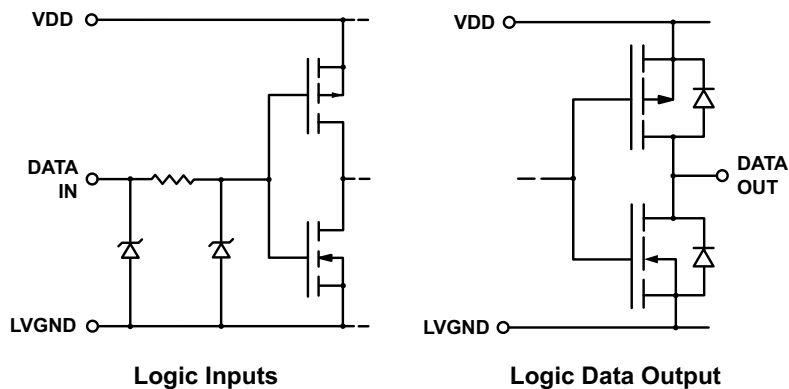 VDD
DATA
IN
LVGND
Logic Inputs
VDD
DATA
OUT
LVGND
Logic Data Output